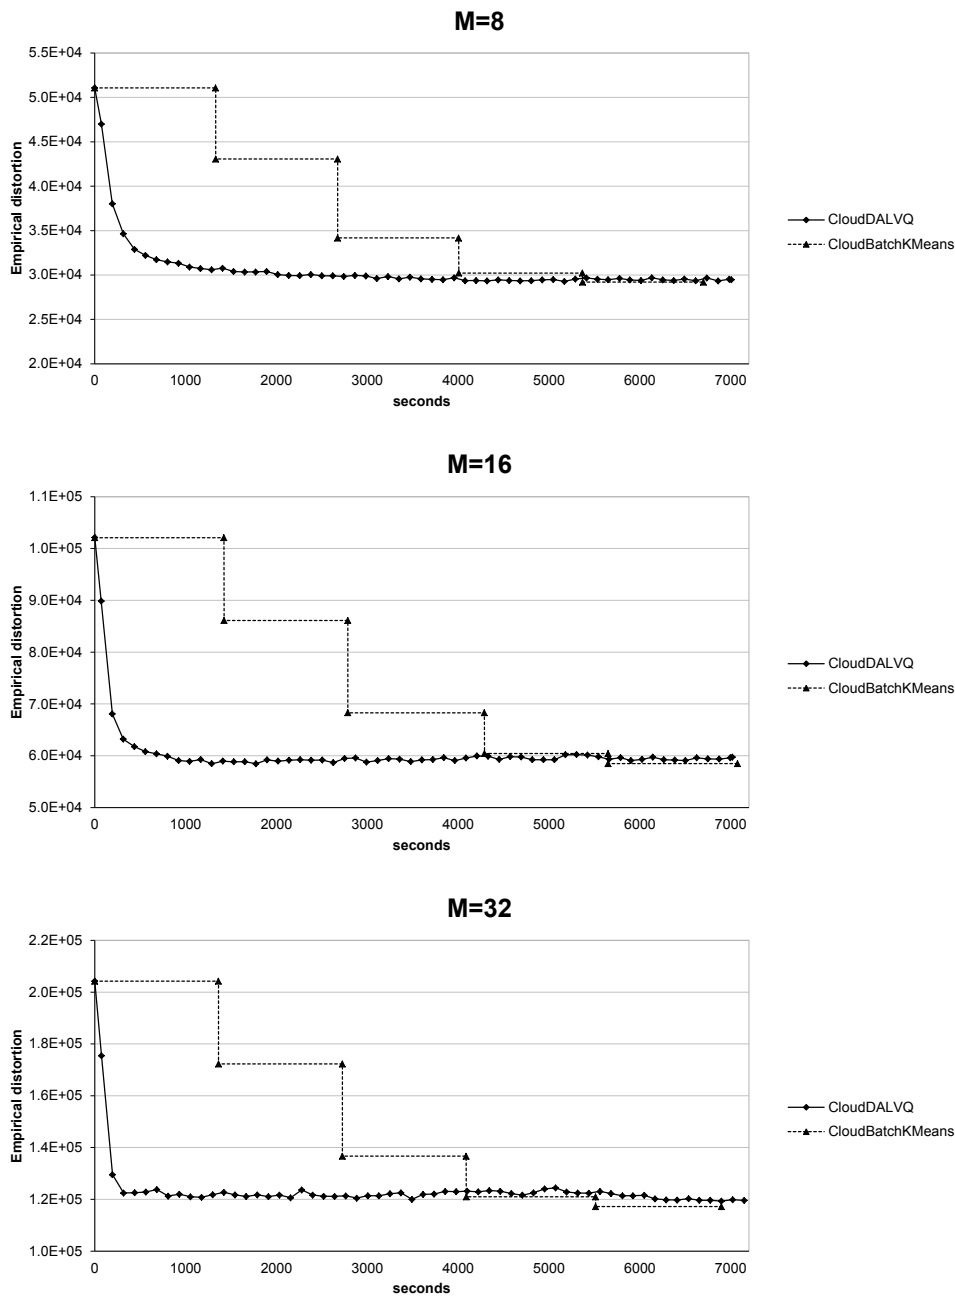 M=8
5.5E+04
5.0E+04
4.5E+04
4.0E+04
3.5E+04
3.0E+04
2.5E+04
2.0E+04
Empirical distortion
0 1000 2000 3000 4000 5000 6000 7000
seconds
CloudDALVQ
CloudBatchKMeans
M=16
1.1E+05
1.0E+05
9.0E+04
8.0E+04
7.0E+04
6.0E+04
5.0E+04
Empirical distortion
0 1000 2000 3000 4000 5000 6000 7000
seconds
CloudDALVQ
CloudBatchKMeans
M=32
2.2E+05
2.0E+05
1.8E+05
1.6E+05
1.4E+05
1.2E+05
1.0E+05
Empirical distortion
0 1000 2000 3000 4000 5000 6000 7000
seconds
CloudDALVQ
CloudBatchKMeans